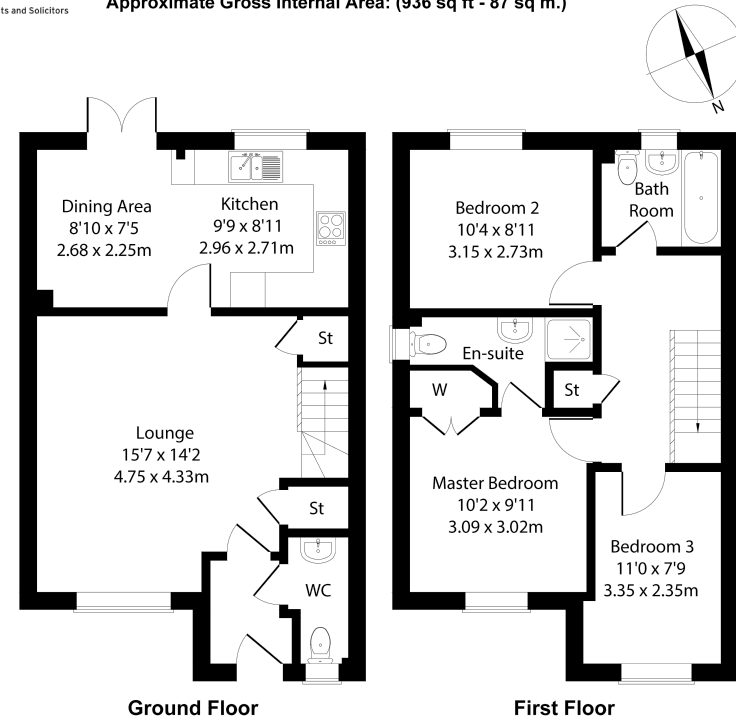 ts and Solicitors
Approximate Gross Internal Area: (936 sq ft - 87 sq m.)
N
Dining Area
8'10 x 7'5
2.68 x 2.25m
Kitchen
9'9 x 8'11
2.96 x 2.71m
St
Lounge
15'7 x 14'2
4.75 x 4.33m
St
WC
Ground Floor
Bedroom 2
10'4 x 8'11
3.15 x 2.73m
Bath
Room
En-suite
W
St
Master Bedroom
10'2 x 9'11
3.09 x 3.02m
Bedroom 3
11'0 x 7'9
3.35 x 2.35m
First Floor